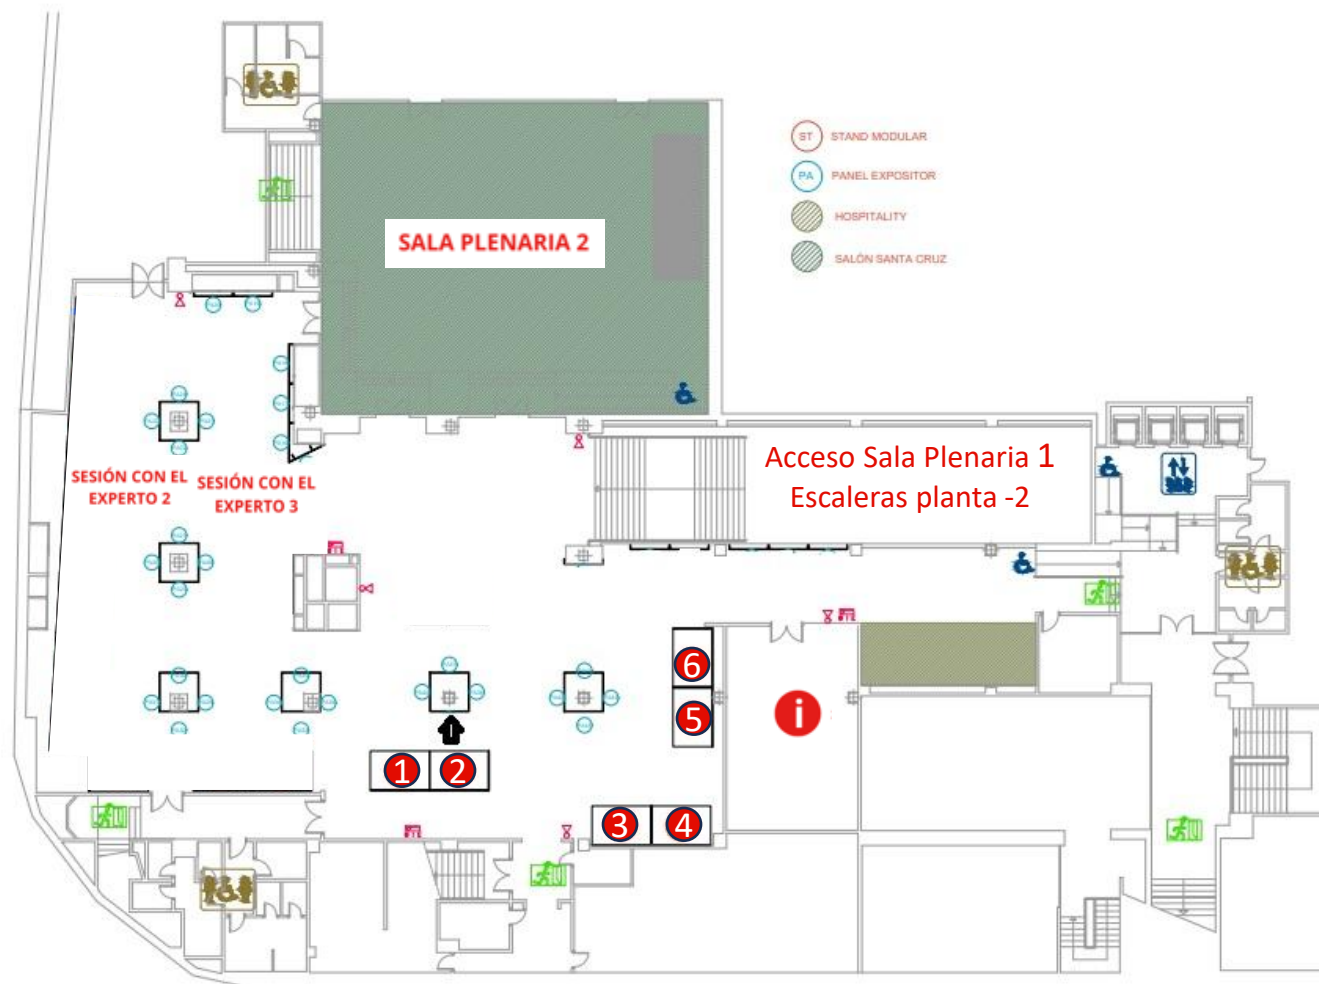 ST STAND MODULAR
PA PANEL EXPOSITOR
HOSPITALITY
SALÓN SANTA CRUZ
SALA PLENARIA 2
Acceso Sala Plenaria 1
Escaleras planta -2
SESIÓN CON EL
EXPERTO 2
SESIÓN CON EL
EXPERTO 3
6
5
i
1
2
3
4